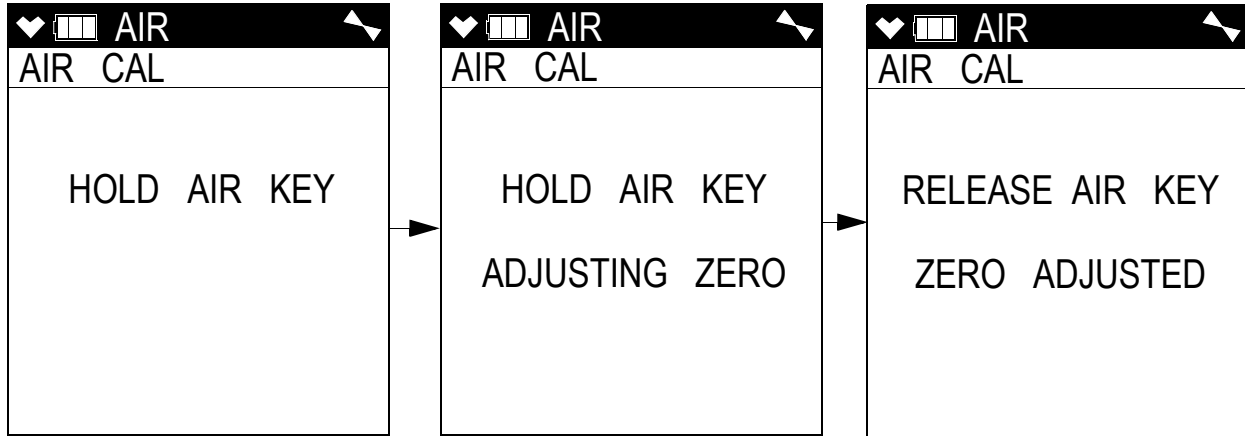 AIR
AIR CAL
HOLD AIR KEY
AIR
AIR CAL
HOLD AIR KEY
ADJUSTING ZERO
AIR
AIR CAL
RELEASE AIR KEY
ZERO ADJUSTED